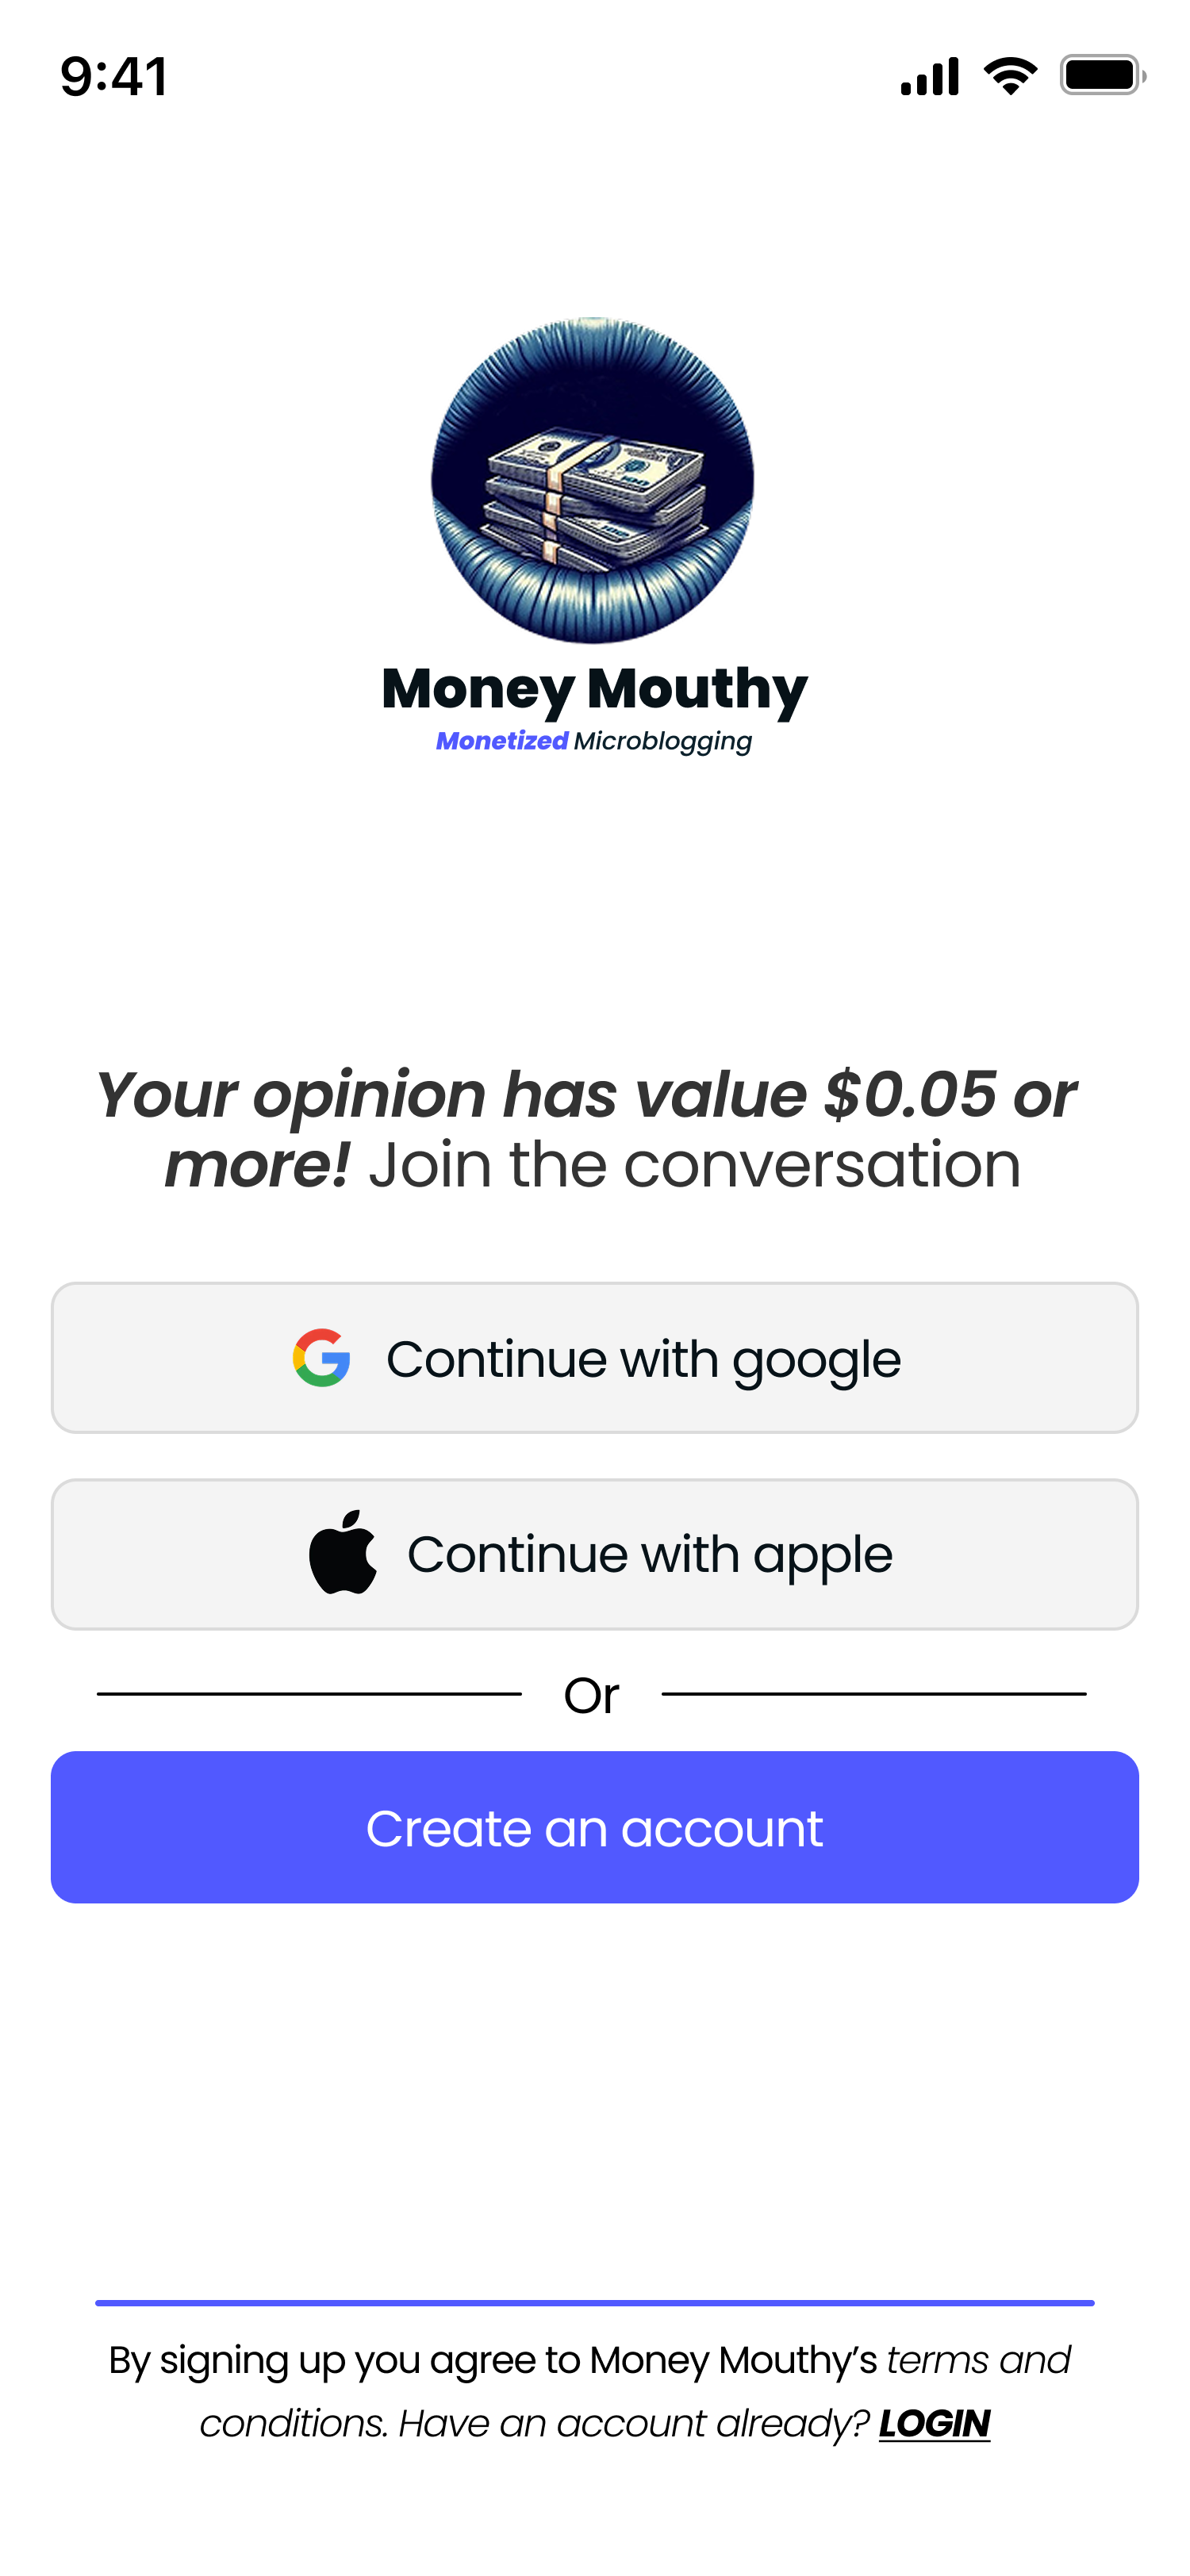 9:41
Money Mouthy
Monetized Microblogging
Your opinion has value $0.05 or
more! Join the conversation
Continue with google
Continue with apple
Or
Create an account
By signing up you agree to Money Mouthy’s terms and
conditions. Have an account already? LOGIN